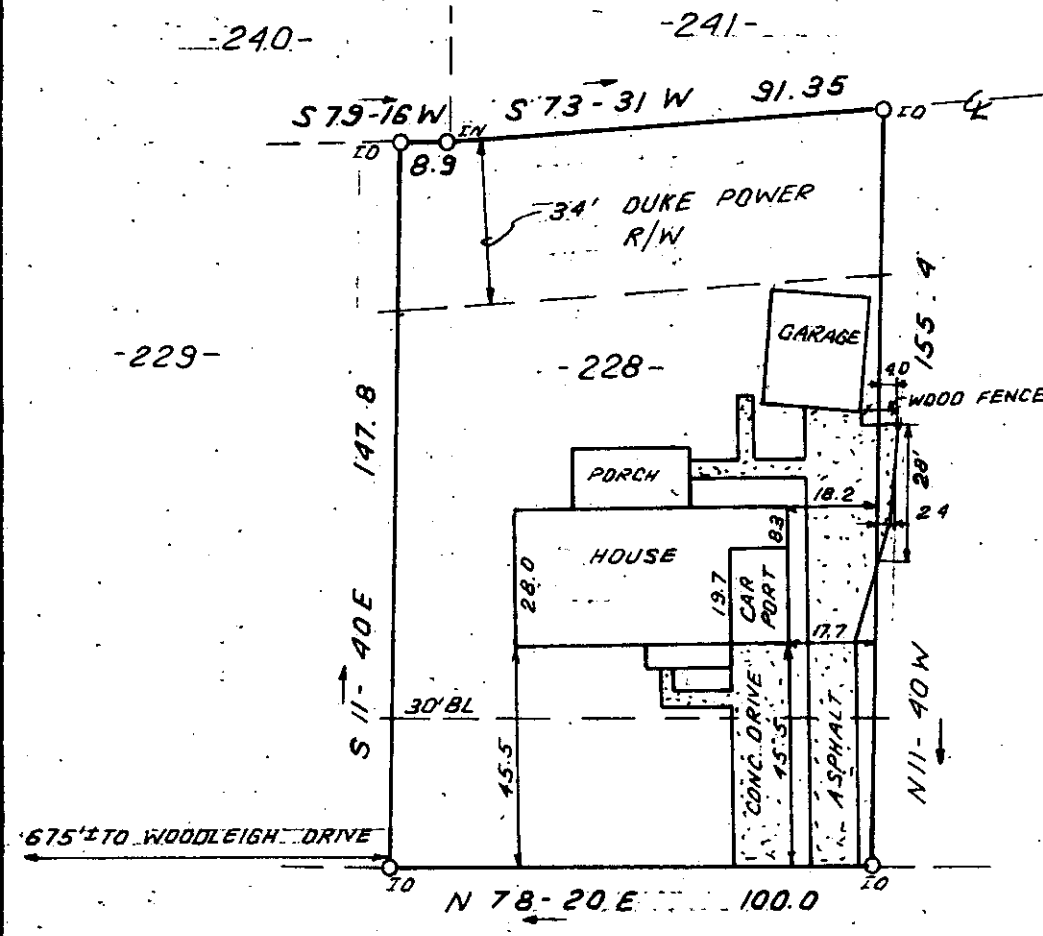 -240-
-241-
S 79-16 W
S 73-31 W
91.35
IO
IN
IO
℄
8.9
34' DUKE POWER
R/W
-229-
-228-
GARAGE
155.4
4.0
WOOD FENCE
147.8
28'
PORCH
18.2
2.4
HOUSE
8.3
28.0
19.7
CAR
PORT
17.7
S 11-40 E
30' BL
45.5
CONC. DRIVE
45.5
ASPHALT
N 11-40 W
675'± TO WOODLEIGH DRIVE
IO
IO
N 78-20 E
100.0